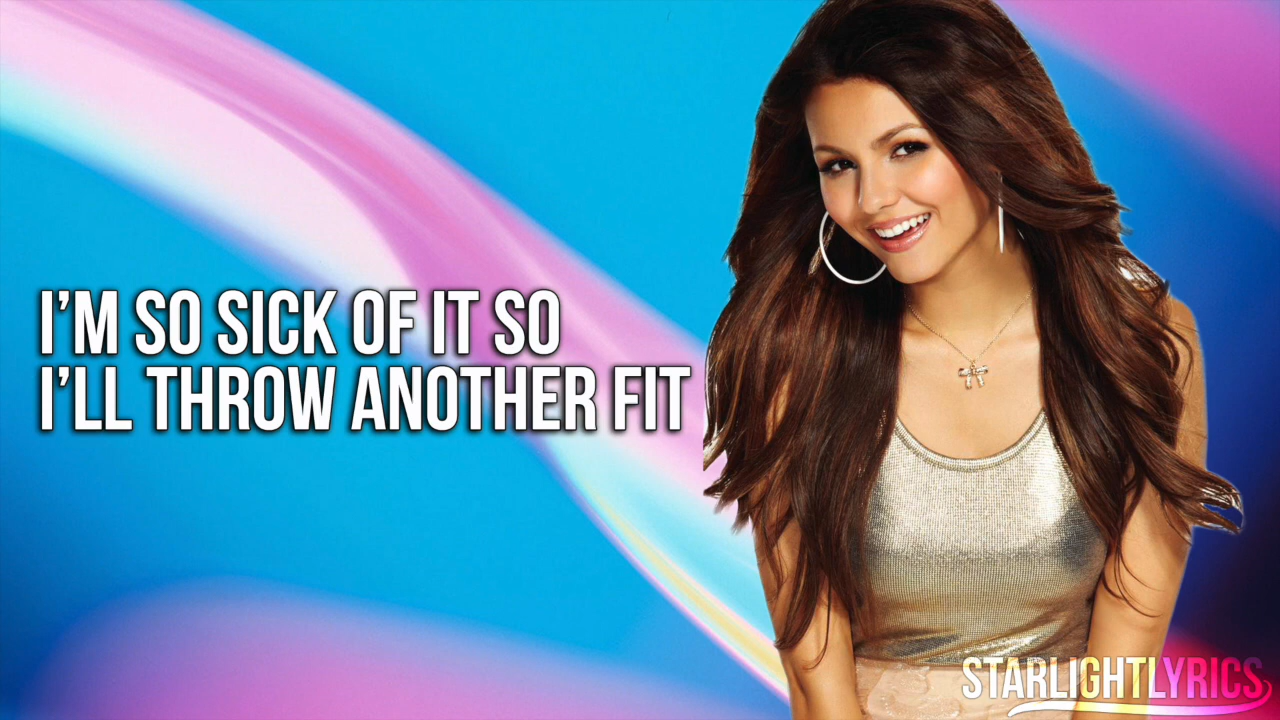 I'M SO SICK OF IT SO
I'LL THROW ANOTHER FIT
STARLIGHTLYRICS